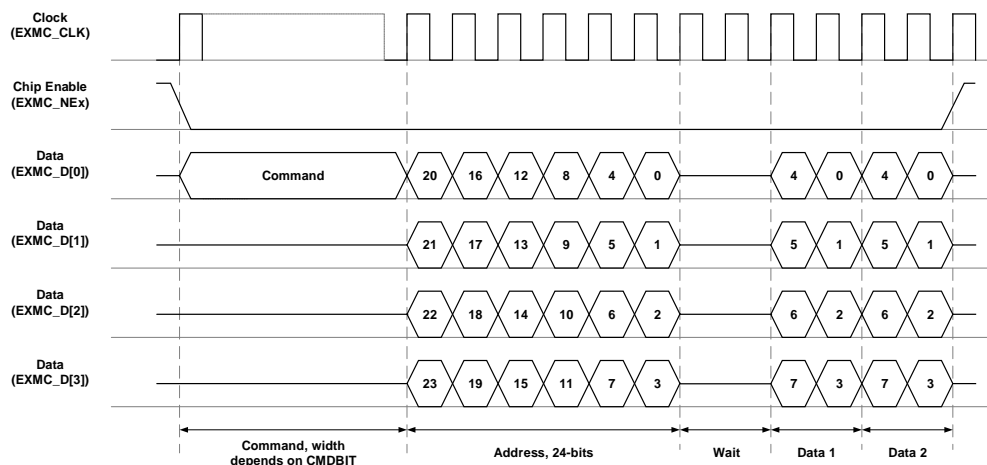 Clock
(EXMC_CLK)
Chip Enable
(EXMC_NEx)
Data
(EXMC_D[0])
Command
20 16 12 8 4 0 4 0 4 0
Data
(EXMC_D[1])
21 17 13 9 5 1 5 1 5 1
Data
(EXMC_D[2])
22 18 14 10 6 2 6 2 6 2
Data
(EXMC_D[3])
23 19 15 11 7 3 7 3 7 3
Command, width
depends on CMDBIT
Address, 24-bits
Wait
Data 1
Data 2